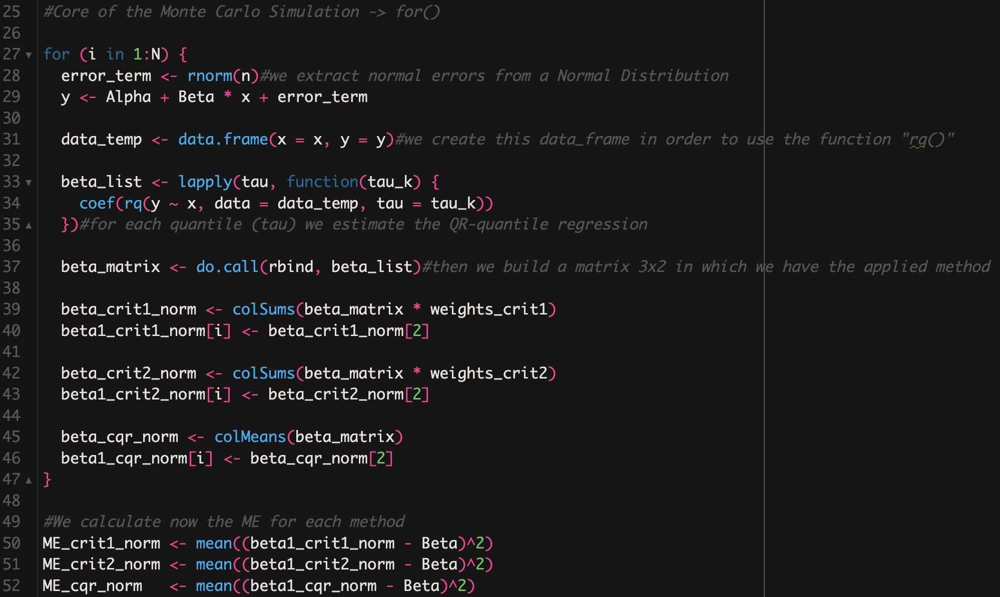 25 #Core of the Monte Carlo Simulation -> for()
26
27 for (i in 1:N) {
28   error_term <- rnorm(n)#we extract normal errors from a Normal Distribution
29   y <- Alpha + Beta * x + error_term
30
31   data_temp <- data.frame(x = x, y = y)#we create this data_frame in order to use the function "rq()"
32
33   beta_list <- lapply(tau, function(tau_k) {
34     coef(rq(y ~ x, data = data_temp, tau = tau_k))
35   })#for each quantile (tau) we estimate the QR-quantile regression
36
37   beta_matrix <- do.call(rbind, beta_list)#then we build a matrix 3x2 in which we have the applied method
38
39   beta_crit1_norm <- colSums(beta_matrix * weights_crit1)
40   beta1_crit1_norm[i] <- beta_crit1_norm[2]
41
42   beta_crit2_norm <- colSums(beta_matrix * weights_crit2)
43   beta1_crit2_norm[i] <- beta_crit2_norm[2]
44
45   beta_cqr_norm <- colMeans(beta_matrix)
46   beta1_cqr_norm[i] <- beta_cqr_norm[2]
47 }
48
49 #We calculate now the ME for each method
50 ME_crit1_norm <- mean((beta1_crit1_norm - Beta)^2)
51 ME_crit2_norm <- mean((beta1_crit2_norm - Beta)^2)
52 ME_cqr_norm   <- mean((beta1_cqr_norm - Beta)^2)